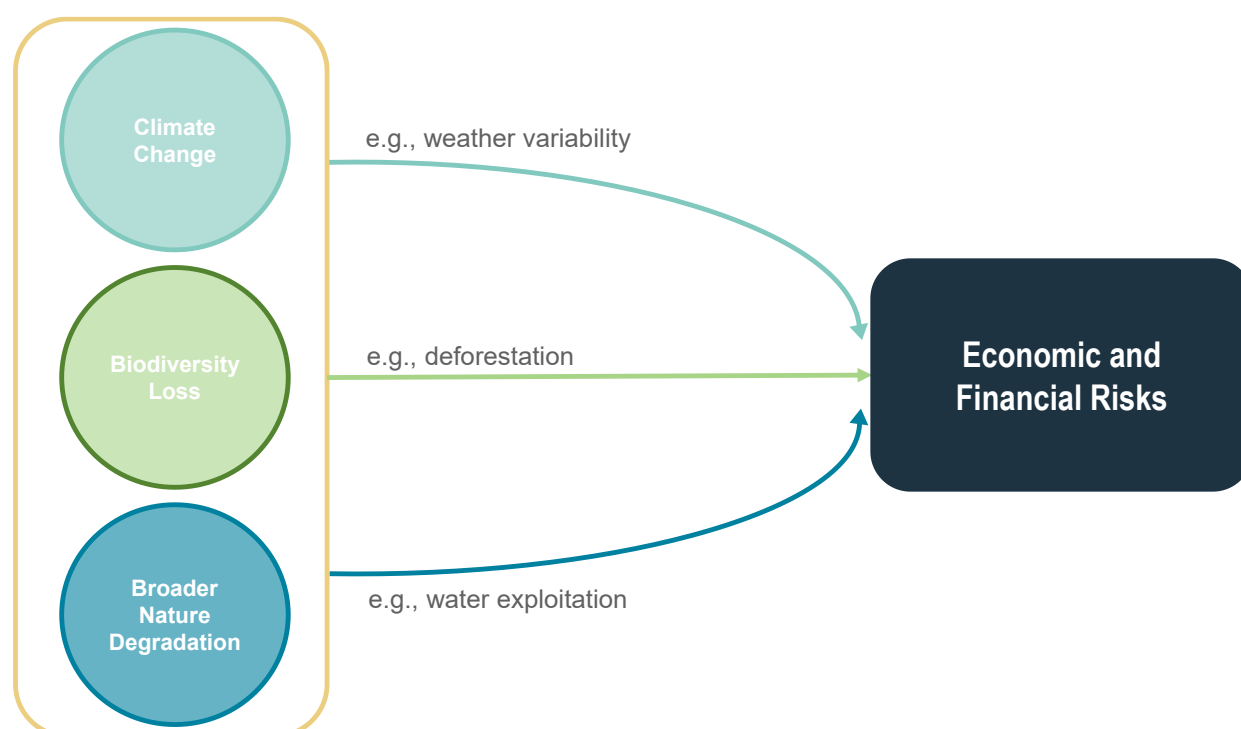 Climate
Change
e.g., weather variability
Biodiversity
Loss
e.g., deforestation
Economic and
Financial Risks
Broader
Nature
Degradation
e.g., water exploitation